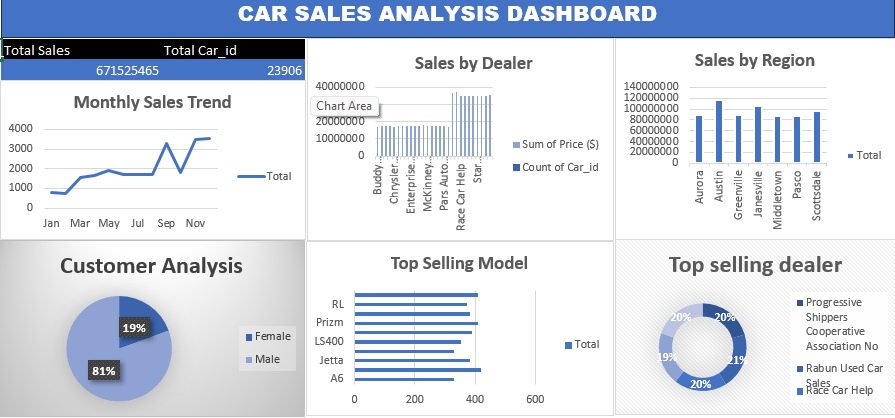 CAR SALES ANALYSIS DASHBOARD
Total Sales Total Car_id
671525465 23906
Monthly Sales Trend
4000
3000
2000
1000
0
Jan Mar May Jul Sep Nov
Total
Sales by Dealer
40000000
Chart Area
20000000
10000000
0
Buddy...
Chrysler...
Enterprise...
McKinney...
Pars Auto...
Race Car Help
Star...
Sum of Price ($)
Count of Car_id
Sales by Region
140000000
120000000
100000000
80000000
60000000
40000000
20000000
0
Aurora
Austin
Greenville
Janesville
Middletown
Pasco
Scottsdale
Total
Customer Analysis
19%
81%
Female
Male
Top Selling Model
RL
Prizm
LS400
Jetta
A6
0 200 400 600
Total
Top selling dealer
20% 20%
19% 21%
20%
Progressive
Shippers
Cooperative
Association No
Rabun Used Car
Sales
Race Car Help